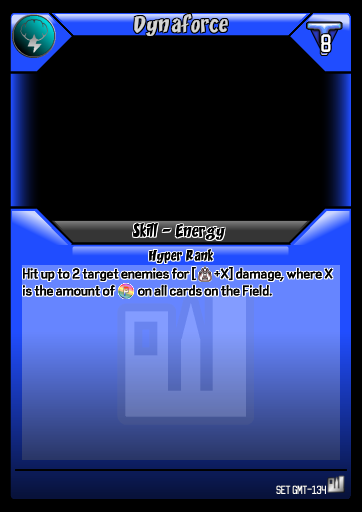 Dynaforce
8
Skill - Energy
Hyper Rank
Hit up to 2 target enemies for [ +X] damage, where X
is the amount of on all cards on the Field.
SET GMT-134